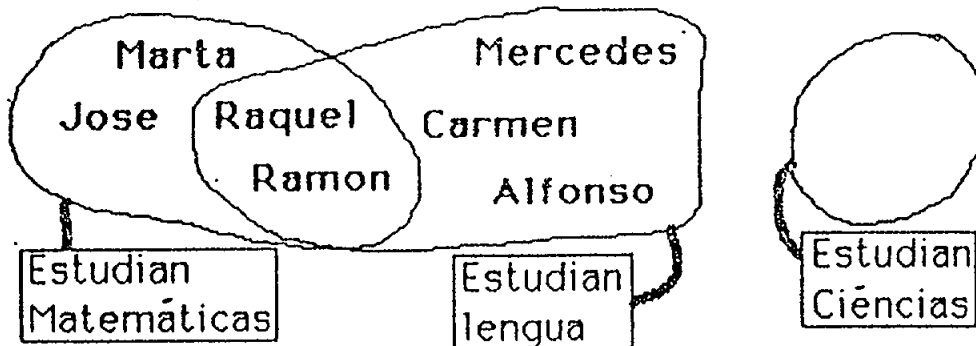 Marta
Mercedes
Jose
Raquel
Carmen
Ramon
Alfonso
Estudian
Matemáticas
Estudian
lengua
Estudian
Ciéncias